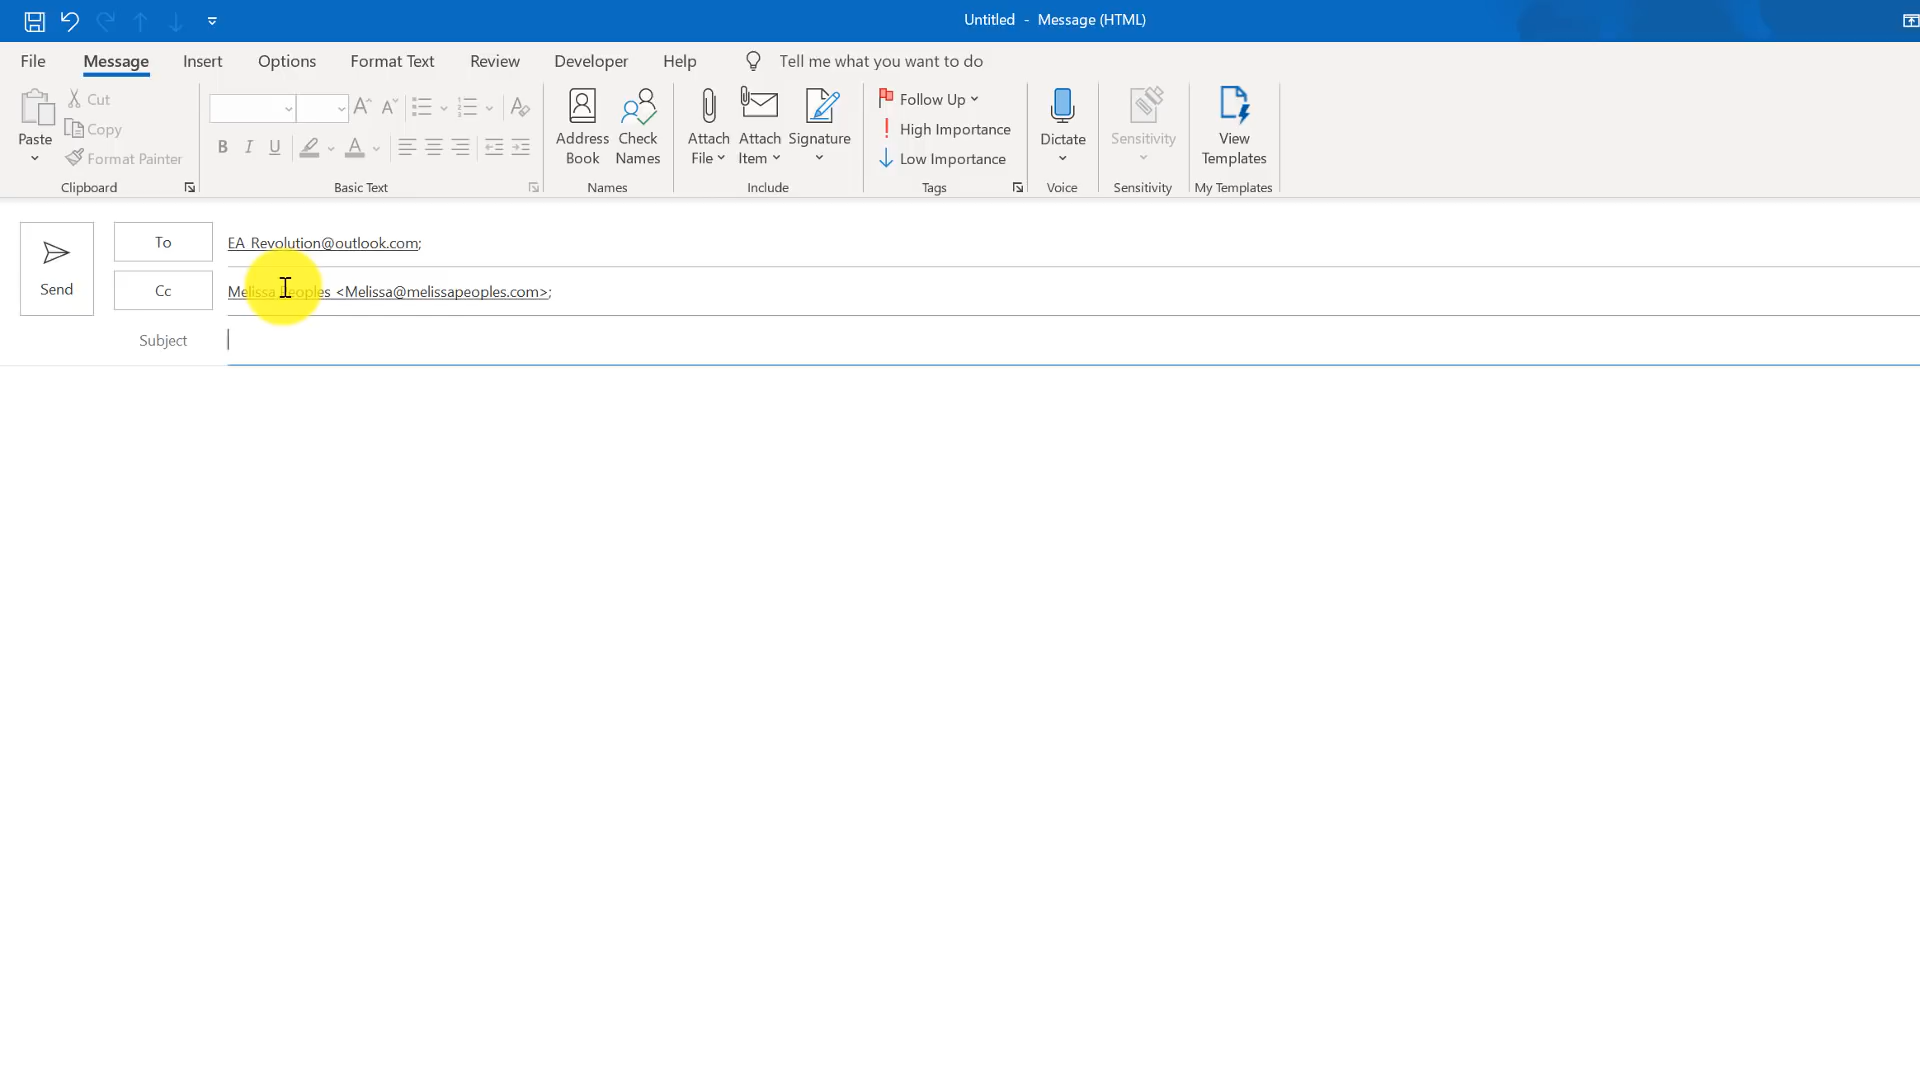 Untitled - Message (HTML)
File Message Insert Options Format Text Review Developer Help Tell me what you want to do
Paste
Cut
Copy
Format Painter
Clipboard
B I U
Basic Text
Address Book
Check Names
Names
Attach File
Attach Item
Signature
Include
Follow Up
High Importance
Low Importance
Tags
Dictate
Voice
Sensitivity
Sensitivity
View Templates
My Templates
Send
To
EA_Revolution@outlook.com;
Cc
Melissa Peoples <Melissa@melissapeoples.com>;
Subject